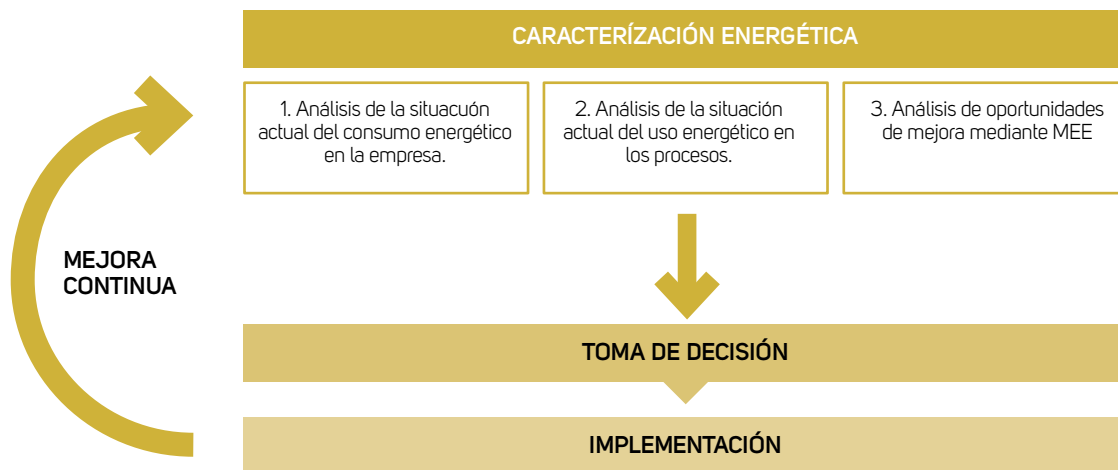 CARACTERÍZACIÓN ENERGÉTICA
1. Análisis de la situacuón
actual del consumo energético
en la empresa.
2. Análisis de la situación
actual del uso energético en
los procesos.
3. Análisis de oportunidades
de mejora mediante MEE
MEJORA
CONTINUA
TOMA DE DECISIÓN
IMPLEMENTACIÓN